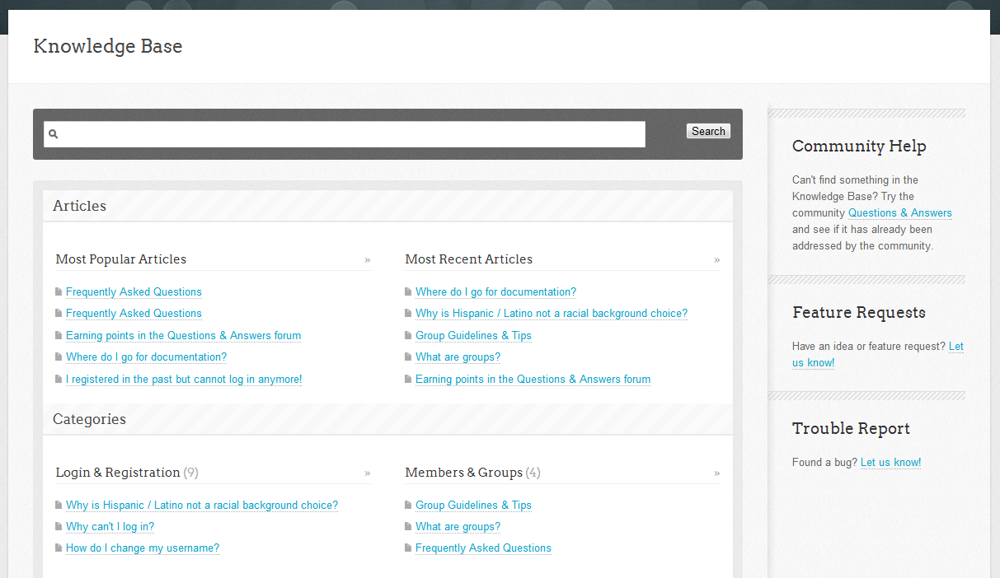 Knowledge Base
Search
Articles
Most Popular Articles »
Frequently Asked Questions
Frequently Asked Questions
Earning points in the Questions & Answers forum
Where do I go for documentation?
I registered in the past but cannot log in anymore!
Most Recent Articles »
Where do I go for documentation?
Why is Hispanic / Latino not a racial background choice?
Group Guidelines & Tips
What are groups?
Earning points in the Questions & Answers forum
Categories
Login & Registration (9) »
Why is Hispanic / Latino not a racial background choice?
Why can't I log in?
How do I change my username?
Members & Groups (4) »
Group Guidelines & Tips
What are groups?
Frequently Asked Questions
Community Help
Can't find something in the
Knowledge Base? Try the
community Questions & Answers
and see if it has already been
addressed by the community.
Feature Requests
Have an idea or feature request? Let
us know!
Trouble Report
Found a bug? Let us know!